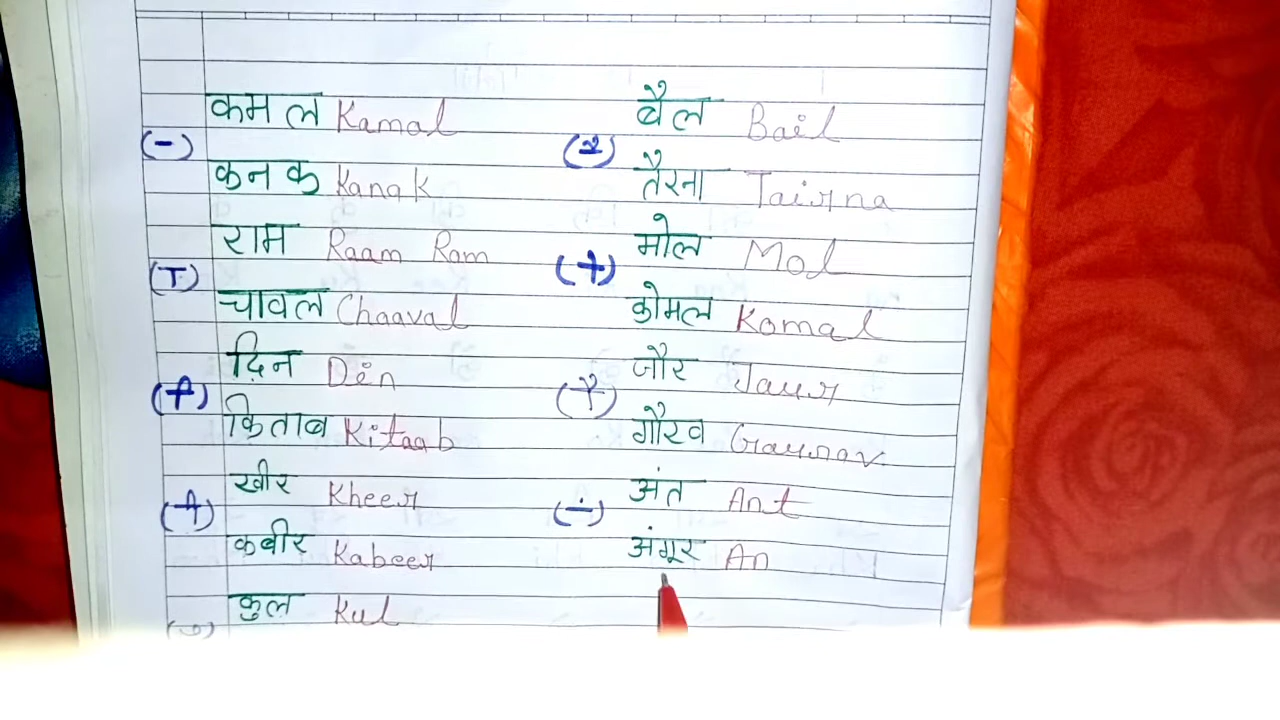 कमल Kamal
(-)
कनक Kanak
राम Raam Ram
(ा)
चावल Chaaval
दिन Din
(ि)
किताब Kitaab
खीर Kheer
(ी)
कबीर Kabeer
कुल Kul
(ु)
बैल Bail
(ै)
तैरना Tairna
मोल Mol
(ो)
कोमल Komal
जौर Jaur
(ौ)
गौरव Gaurav
अंत Ant
(ं)
अंगूर An